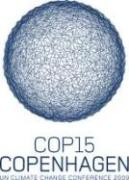 COP15
COPENHAGEN
UN CLIMATE CHANGE CONFERENCE 2009